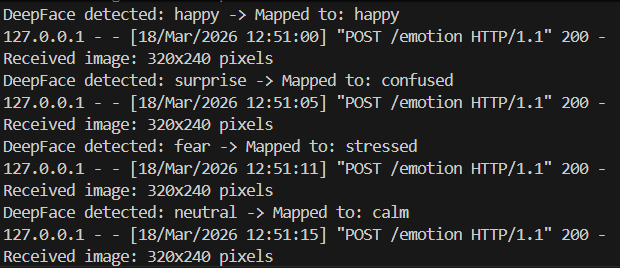 DeepFace detected: happy -> Mapped to: happy
127.0.0.1 - - [18/Mar/2026 12:51:00] "POST /emotion HTTP/1.1" 200 -
Received image: 320x240 pixels
DeepFace detected: surprise -> Mapped to: confused
127.0.0.1 - - [18/Mar/2026 12:51:05] "POST /emotion HTTP/1.1" 200 -
Received image: 320x240 pixels
DeepFace detected: fear -> Mapped to: stressed
127.0.0.1 - - [18/Mar/2026 12:51:11] "POST /emotion HTTP/1.1" 200 -
Received image: 320x240 pixels
DeepFace detected: neutral -> Mapped to: calm
127.0.0.1 - - [18/Mar/2026 12:51:15] "POST /emotion HTTP/1.1" 200 -
Received image: 320x240 pixels